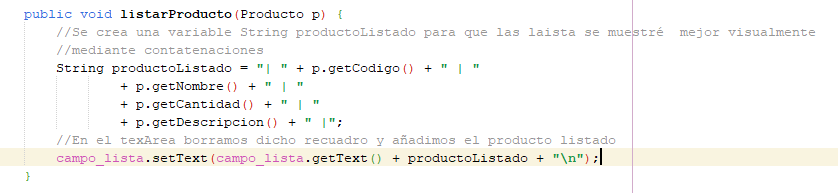 public void listarProducto(Producto p) {
//Se crea una variable String productoListado para que las laista se muestré  mejor visualmente
//mediante contatenaciones
String productoListado = "| " + p.getCodigo() + " | "
+ p.getNombre() + " | "
+ p.getCantidad() + " | "
+ p.getDescripcion() + " |";
//En el texArea borramos dicho recuadro y añadimos el producto listado
campo_lista.setText(campo_lista.getText() + productoListado + "\n");
}